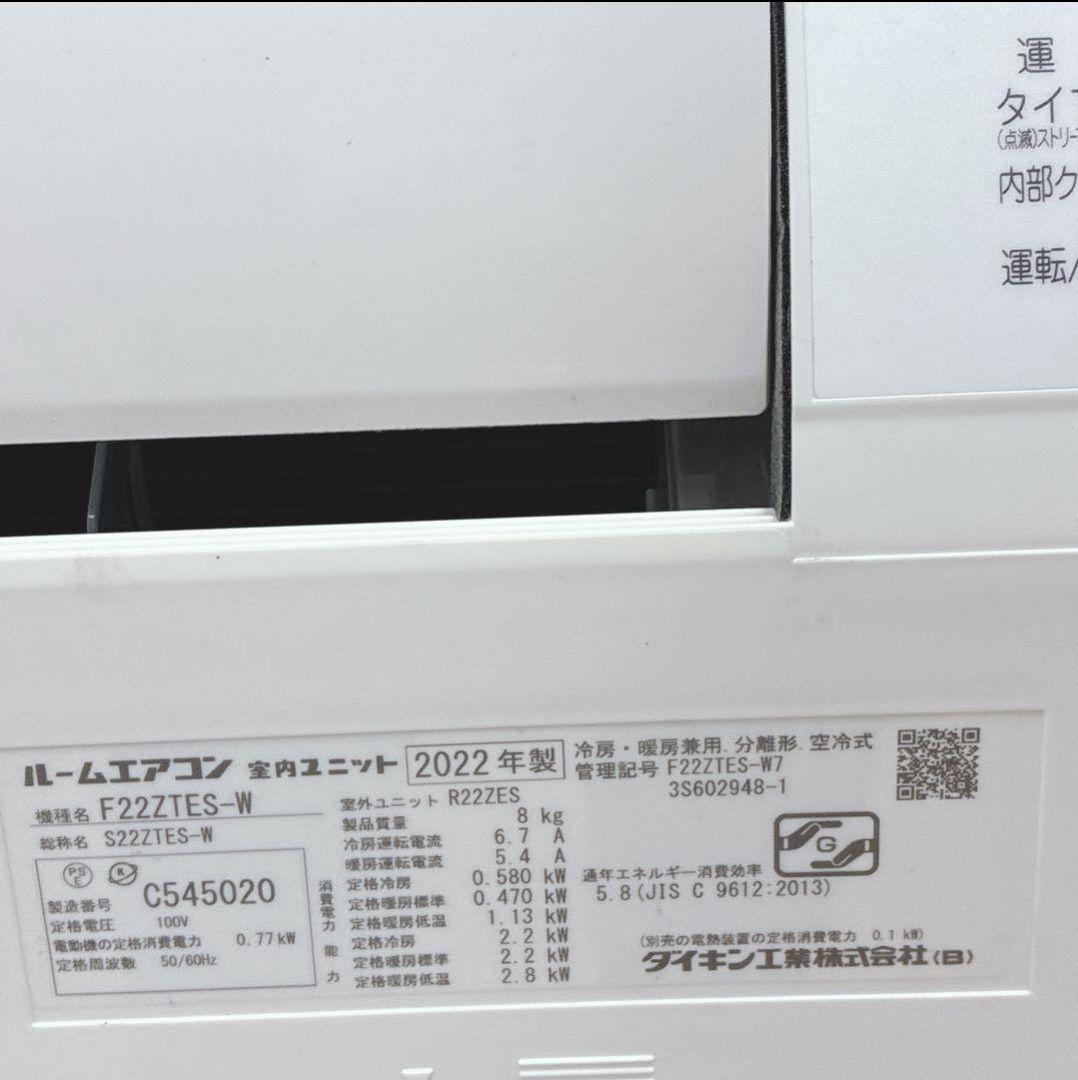 運
タイ
(点滅)ストリー
内部ク
運転/
ルームエアコン 室内ユニット 2022年製
機種名 F22ZTES-W
総称名 S22ZTES-W
PSE
製造番号 C545020
定格電圧 100V
電動機の定格消費電力 0.77kW
定格周波数 50/60Hz
室外ユニット R22ZES
製品質量 8 kg
冷房運転電流 6.7 A
暖房運転電流 5.4 A
消費電力
定格冷房 0.580 kW
定格暖房標準 0.470 kW
定格暖房低温 1.13 kW
能力
定格冷房 2.2 kW
定格暖房標準 2.2 kW
定格暖房低温 2.8 kW
冷房・暖房兼用.分離形.空冷式
管理記号 F22ZTES-W7
3S602948-1
G
通年エネルギー消費効率
5.8(JIS C 9612:2013)
(別売の電熱装置の定格消費電力 0.1 kW)
ダイキン工業株式会社(B)